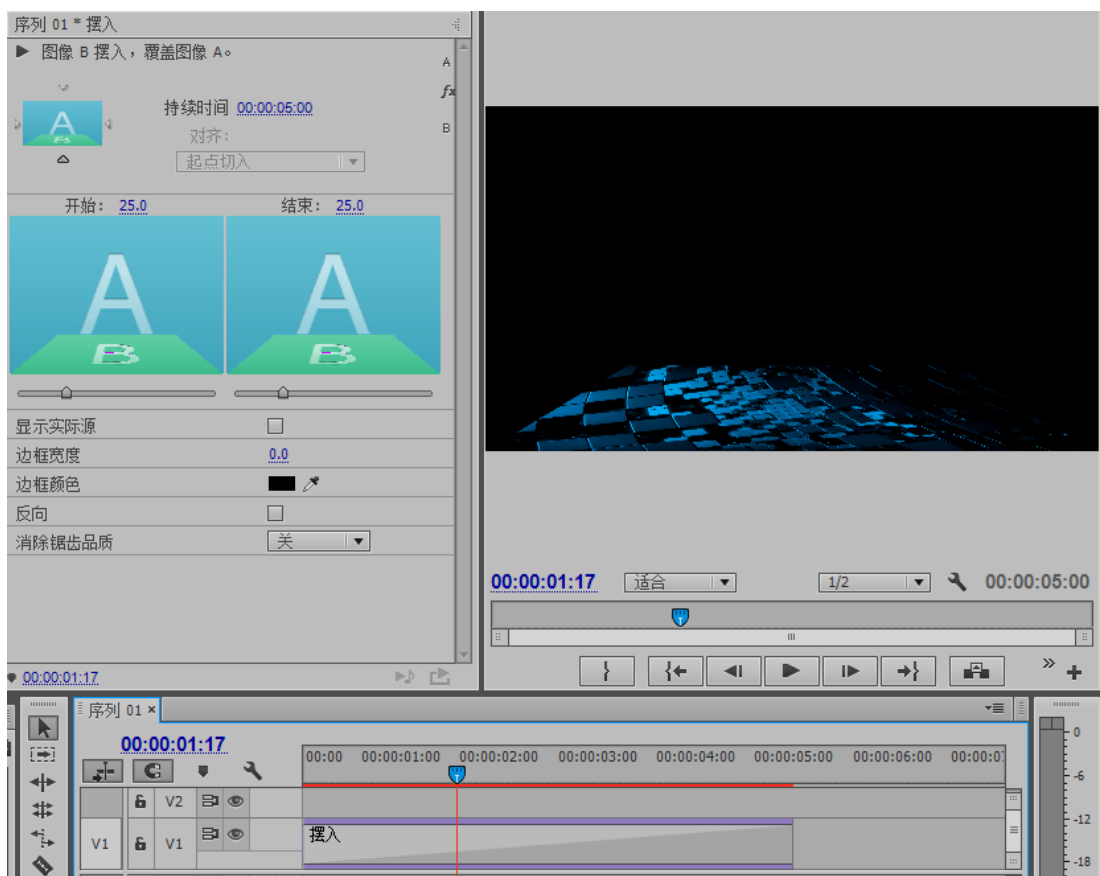 序列 01 * 摆入
图像 B 摆入，覆盖图像 A。
A
fx
B
A
持续时间 00:00:05:00
对齐:
起点切入
开始: 25.0
结束: 25.0
A
B
A
B
显示实际源
边框宽度 0.0
边框颜色
反向
消除锯齿品质 关
00:00:01:17
00:00:01:17 适合 1/2 00:00:05:00
序列 01 ×
00:00:01:17
00:00 00:00:01:00 00:00:02:00 00:00:03:00 00:00:04:00 00:00:05:00 00:00:06:00 00:00:0
V2
V1 V1 摆入
0
-6
-12
-18